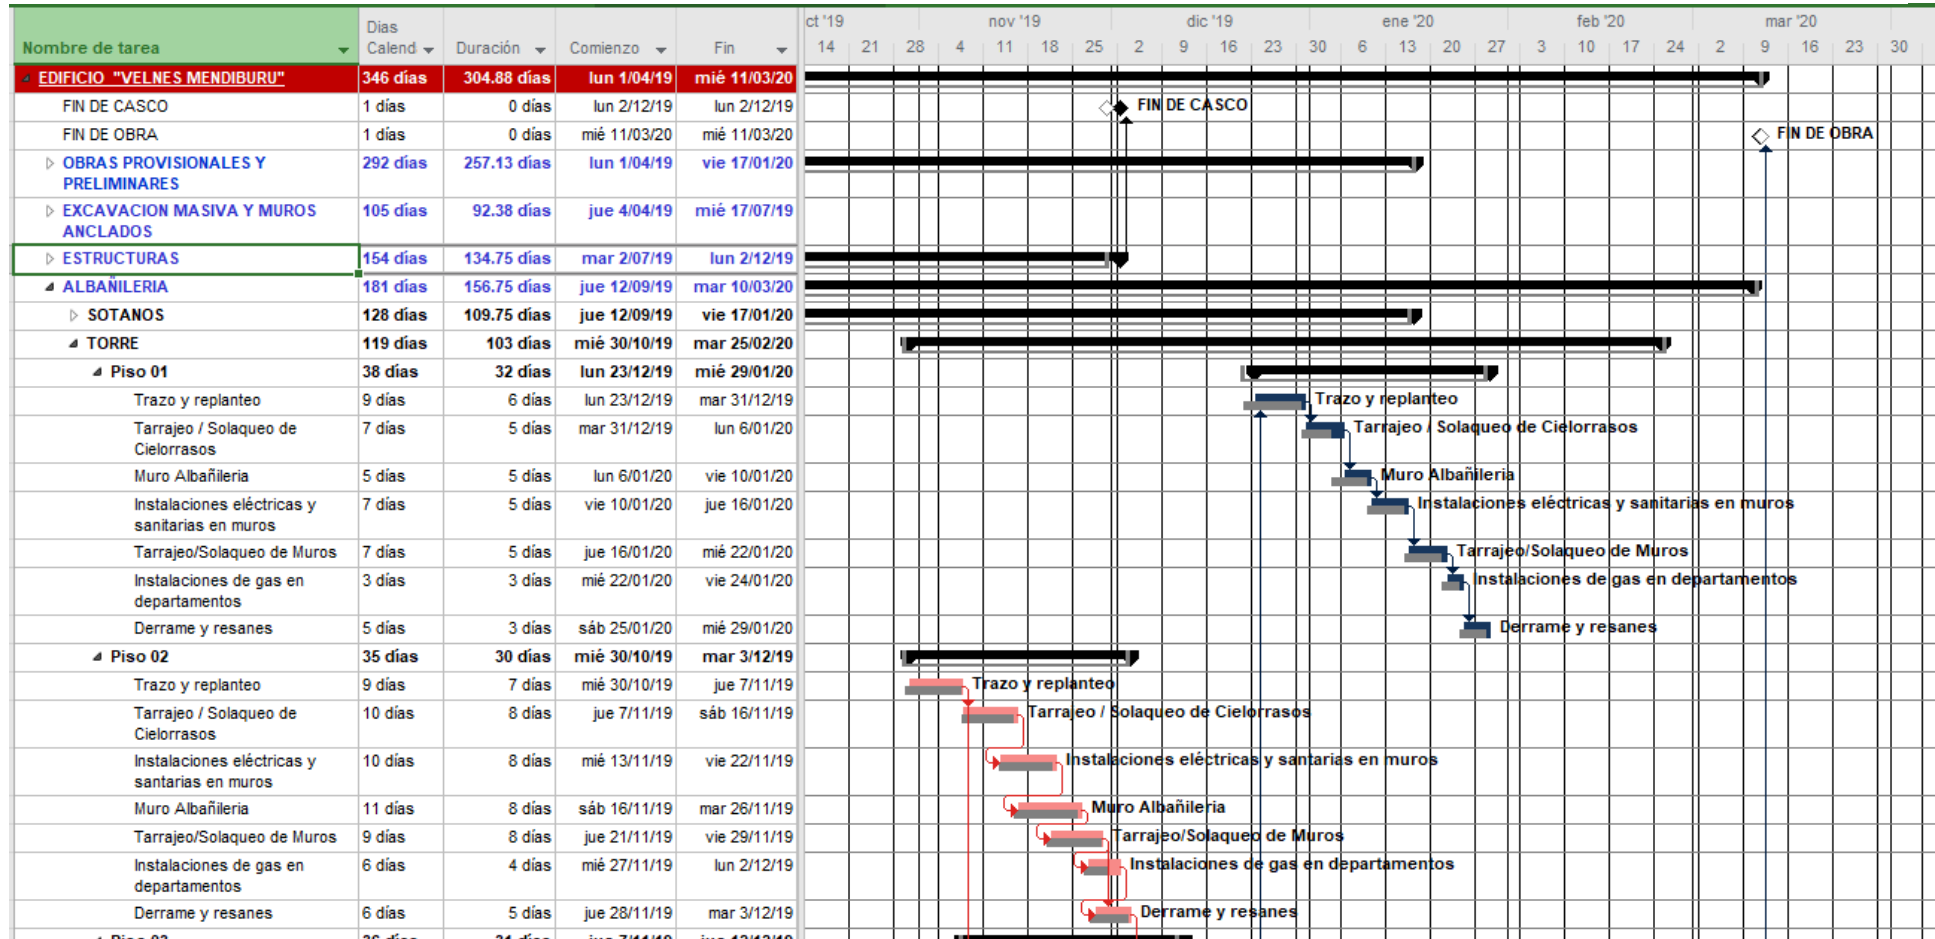 Días
Nombre de tarea Calend Duración Comienzo Fin
ct '19 nov '19 dic '19 ene '20 feb '20 mar '20
14 21 28 4 11 18 25 2 9 16 23 30 6 13 20 27 3 10 17 24 2 9 16 23 30
EDIFICIO "VELNES MENDIBURU" 346 días 304.88 días lun 1/04/19 mié 11/03/20
FIN DE CASCO 1 días 0 días lun 2/12/19 lun 2/12/19 FIN DE CASCO
FIN DE OBRA 1 días 0 días mié 11/03/20 mié 11/03/20 FIN DE OBRA
OBRAS PROVISIONALES Y 292 días 257.13 días lun 1/04/19 vie 17/01/20
PRELIMINARES
EXCAVACION MASIVA Y MUROS 105 días 92.38 días jue 4/04/19 mié 17/07/19
ANCLADOS
ESTRUCTURAS 154 días 134.75 días mar 2/07/19 lun 2/12/19
ALBAÑILERIA 181 días 156.75 días jue 12/09/19 mar 10/03/20
SOTANOS 128 días 109.75 días jue 12/09/19 vie 17/01/20
TORRE 119 días 103 días mié 30/10/19 mar 25/02/20
Piso 01 38 días 32 días lun 23/12/19 mié 29/01/20
Trazo y replanteo 9 días 6 días lun 23/12/19 mar 31/12/19 Trazo y replanteo
Tarrajeo / Solaqueo de 7 días 5 días mar 31/12/19 lun 6/01/20 Tarrajeo / Solaqueo de Cielorrasos
Cielorrasos
Muro Albañileria 5 días 5 días lun 6/01/20 vie 10/01/20 Muro Albañileria
Instalaciones eléctricas y 7 días 5 días vie 10/01/20 jue 16/01/20 Instalaciones eléctricas y sanitarias en muros
sanitarias en muros
Tarrajeo/Solaqueo de Muros 7 días 5 días jue 16/01/20 mié 22/01/20 Tarrajeo/Solaqueo de Muros
Instalaciones de gas en 3 días 3 días mié 22/01/20 vie 24/01/20 Instalaciones de gas en departamentos
departamentos
Derrame y resanes 5 días 3 días sáb 25/01/20 mié 29/01/20 Derrame y resanes
Piso 02 35 días 30 días mié 30/10/19 mar 3/12/19
Trazo y replanteo 9 días 7 días mié 30/10/19 jue 7/11/19 Trazo y replanteo
Tarrajeo / Solaqueo de 10 días 8 días jue 7/11/19 sáb 16/11/19 Tarrajeo / Solaqueo de Cielorrasos
Cielorrasos
Instalaciones eléctricas y 10 días 8 días mié 13/11/19 vie 22/11/19 Instalaciones eléctricas y santarias en muros
santarias en muros
Muro Albañileria 11 días 8 días sáb 16/11/19 mar 26/11/19 Muro Albañileria
Tarrajeo/Solaqueo de Muros 9 días 8 días jue 21/11/19 vie 29/11/19 Tarrajeo/Solaqueo de Muros
Instalaciones de gas en 6 días 4 días mié 27/11/19 lun 2/12/19 Instalaciones de gas en departamentos
departamentos
Derrame y resanes 6 días 5 días jue 28/11/19 mar 3/12/19 Derrame y resanes